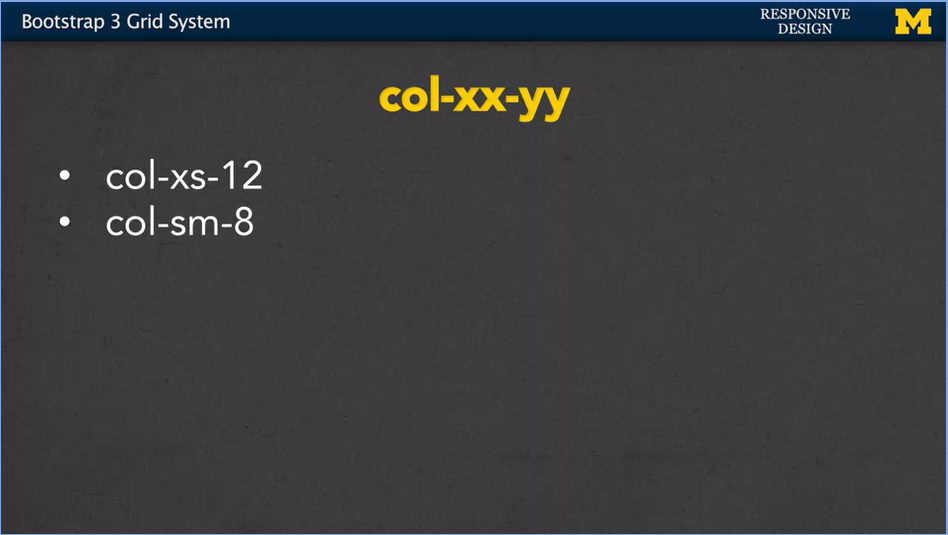 Bootstrap 3 Grid System
RESPONSIVE
DESIGN
M
col-xx-yy
• col-xs-12
• col-sm-8